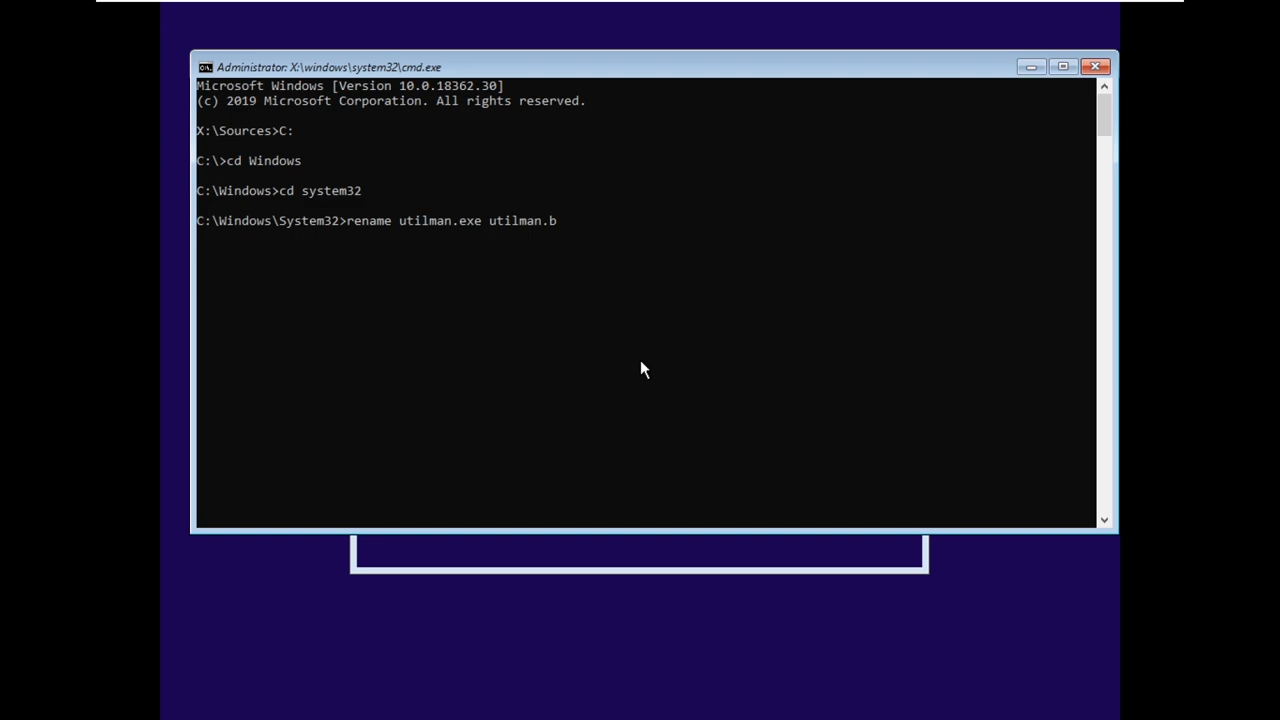 Administrator: X:\windows\system32\cmd.exe
Microsoft Windows [Version 10.0.18362.30]
(c) 2019 Microsoft Corporation. All rights reserved.
X:\Sources>C:
C:\>cd Windows
C:\Windows>cd system32
C:\Windows\System32>rename utilman.exe utilman.b